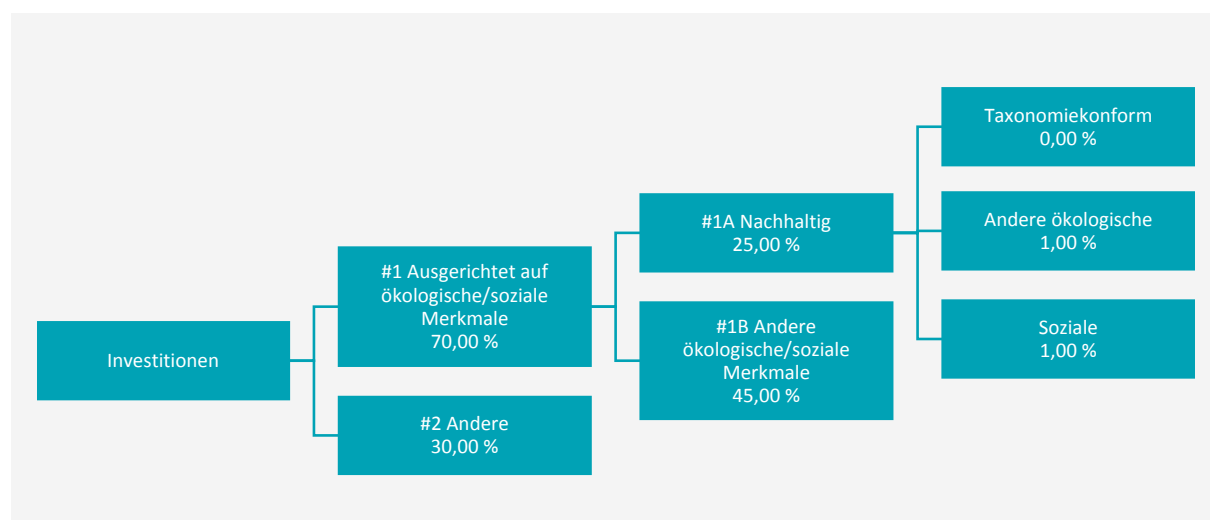 Investitionen
#1 Ausgerichtet auf
ökologische/soziale
Merkmale
70,00 %
#2 Andere
30,00 %
#1A Nachhaltig
25,00 %
#1B Andere
ökologische/soziale
Merkmale
45,00 %
Taxonomiekonform
0,00 %
Andere ökologische
1,00 %
Soziale
1,00 %